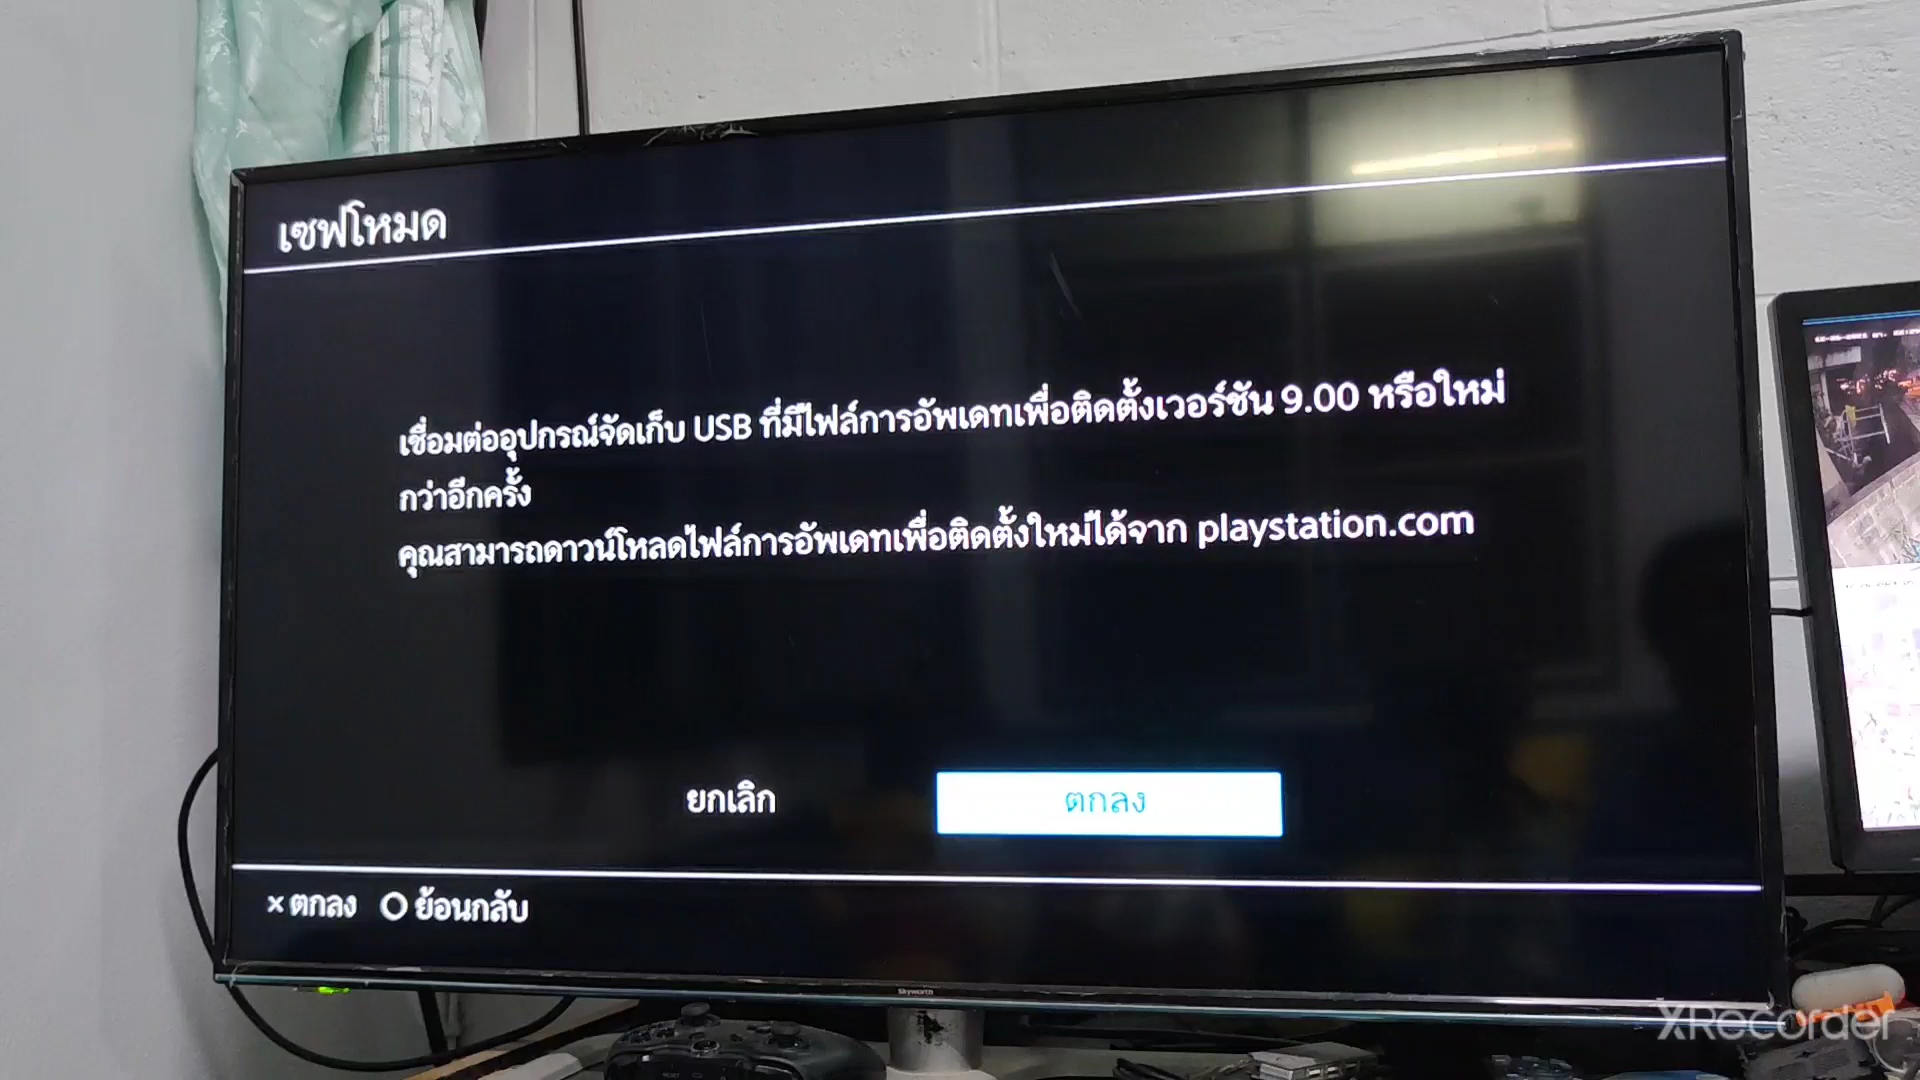 เซฟโหมด
เชื่อมต่ออุปกรณ์จัดเก็บ USB ที่มีไฟล์การอัพเดทเพื่อติดตั้งเวอร์ชัน 9.00 หรือใหม่
กว่าอีกครั้ง
คุณสามารถดาวน์โหลดไฟล์การอัพเดทเพื่อติดตั้งใหม่ได้จาก playstation.com
ยกเลิก ตกลง
× ตกลง O ย้อนกลับ
Skyworth
XRecorder